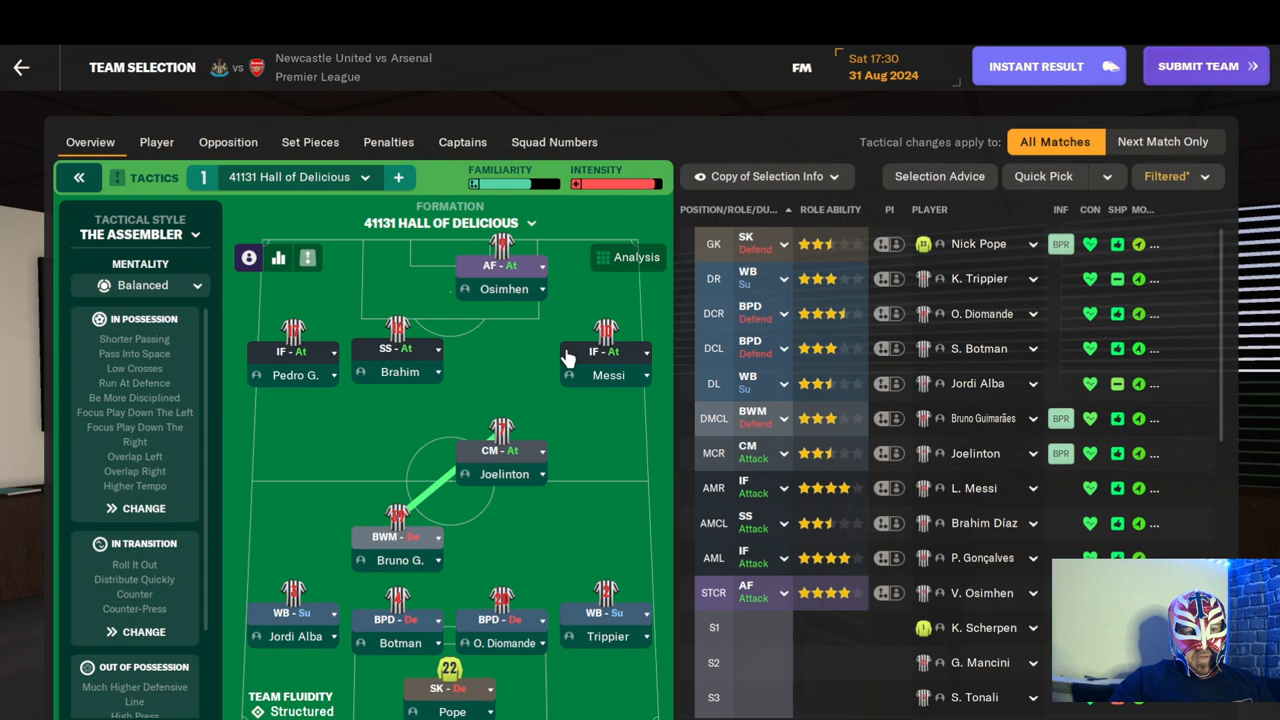 TEAM SELECTION
vs
Newcastle United vs Arsenal
Premier League
FM
Sat 17:30
31 Aug 2024
INSTANT RESULT
SUBMIT TEAM
Overview
Player
Opposition
Set Pieces
Penalties
Captains
Squad Numbers
Tactical changes apply to:
All Matches
Next Match Only
TACTICS
1
41131 Hall of Delicious
+
FAMILIARITY
INTENSITY
Copy of Selection Info
Selection Advice
Quick Pick
Filtered*
TACTICAL STYLE
THE ASSEMBLER
MENTALITY
Balanced
IN POSSESSION
Shorter Passing
Pass Into Space
Low Crosses
Run At Defence
Be More Disciplined
Focus Play Down The Left
Focus Play Down The
Right
Overlap Left
Overlap Right
Higher Tempo
CHANGE
IN TRANSITION
Roll It Out
Distribute Quickly
Counter
Counter-Press
CHANGE
OUT OF POSSESSION
Much Higher Defensive
Line
High Press
FORMATION
41131 HALL OF DELICIOUS
Analysis
AF - At
Osimhen
IF - At
Pedro G.
SS - At
Brahim
IF - At
Messi
CM - At
Joelinton
BWM - De
Bruno G.
WB - Su
Jordi Alba
BPD - De
Botman
BPD - De
O. Diomande
WB - Su
Trippier
22
SK - De
Pope
TEAM FLUIDITY
Structured
POSITION/ROLE/DU...
ROLE ABILITY
PI
PLAYER
INF
CON
SHP
MO...
GK SK Defend Nick Pope BPR ...
DR WB Su K. Trippier ...
DCR BPD Defend O. Diomande ...
DCL BPD Defend S. Botman ...
DL WB Su Jordi Alba ...
DMCL BWM Defend Bruno Guimarães BPR ...
MCR CM Attack Joelinton BPR ...
AMR IF Attack L. Messi ...
AMCL SS Attack Brahim Díaz ...
AML IF Attack P. Gonçalves
STCR AF Attack V. Osimhen
S1 K. Scherpen
S2 G. Mancini
S3 S. Tonali